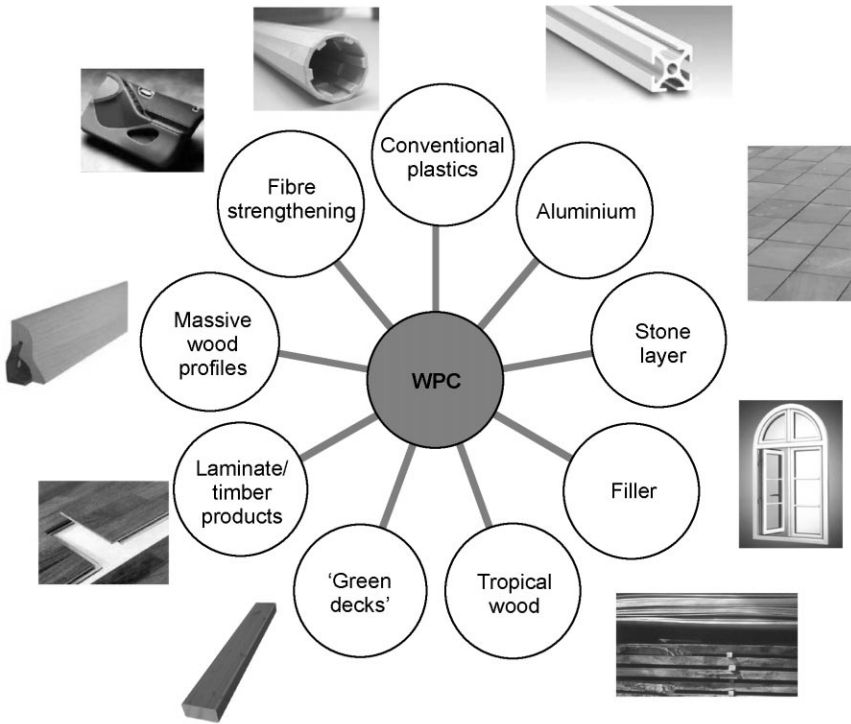 Conventional
plastics
Fibre
strengthening
Aluminium
Massive
wood
profiles
Stone
layer
WPC
Laminate/
timber
products
Filler
‘Green
decks’
Tropical
wood